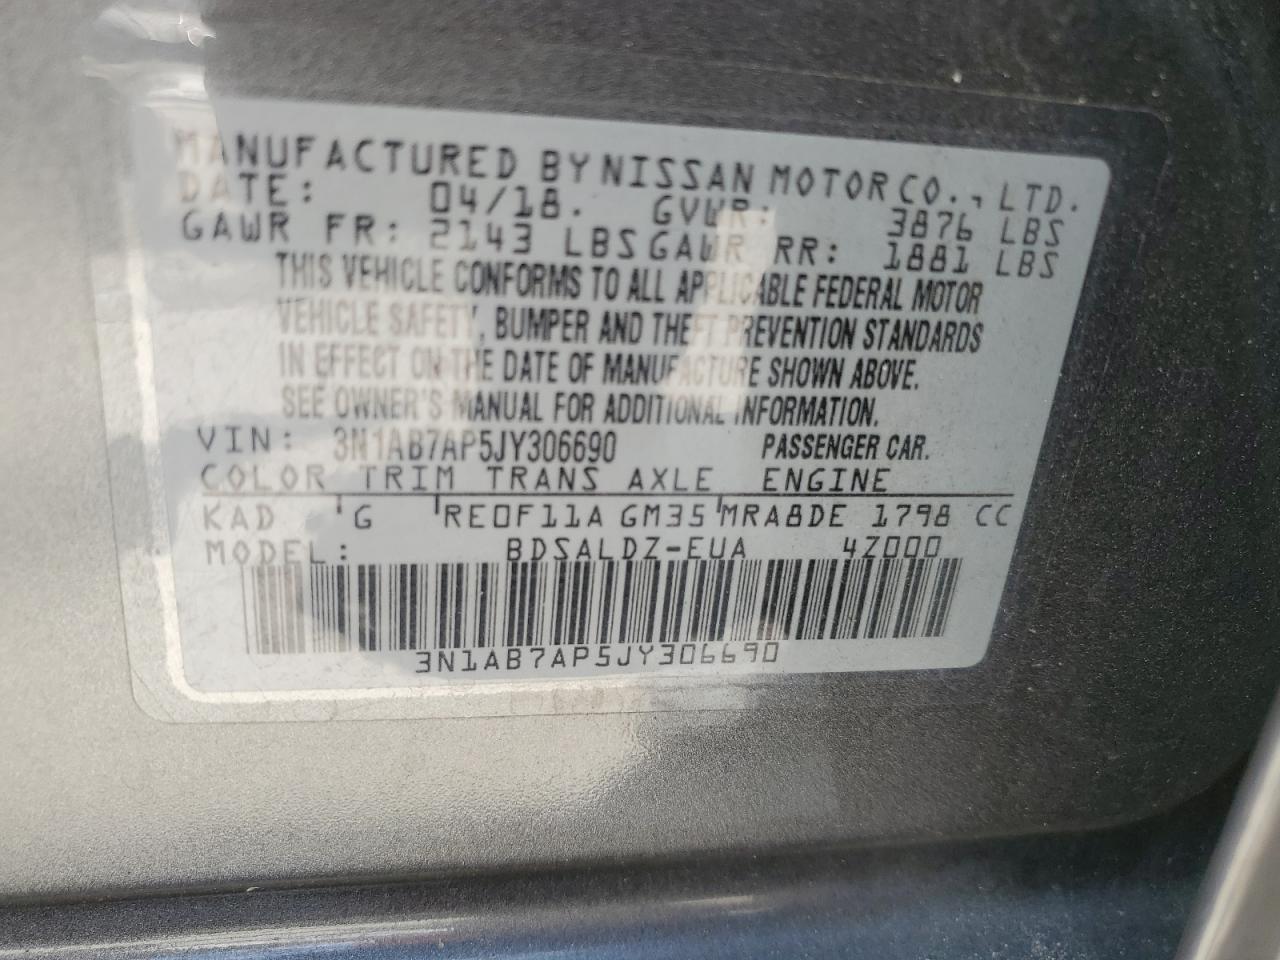 MANUFACTURED BY NISSAN MOTOR CO., LTD.
DATE: 04/18. GVWR: 3876 LBS
GAWR FR: 2143 LBS GAWR RR: 1881 LBS
THIS VEHICLE CONFORMS TO ALL APPLICABLE FEDERAL MOTOR
VEHICLE SAFETY, BUMPER AND THEFT PREVENTION STANDARDS
IN EFFECT ON THE DATE OF MANUFACTURE SHOWN ABOVE.
SEE OWNER'S MANUAL FOR ADDITIONAL INFORMATION.
VIN: 3N1AB7AP5JY306690 PASSENGER CAR.
COLOR TRIM TRANS AXLE ENGINE
KAD G RE0F11A GM35 MRA8DE 1798 CC
MODEL: BDSALDZ-EUA 4Z000
3N1AB7AP5JY306690